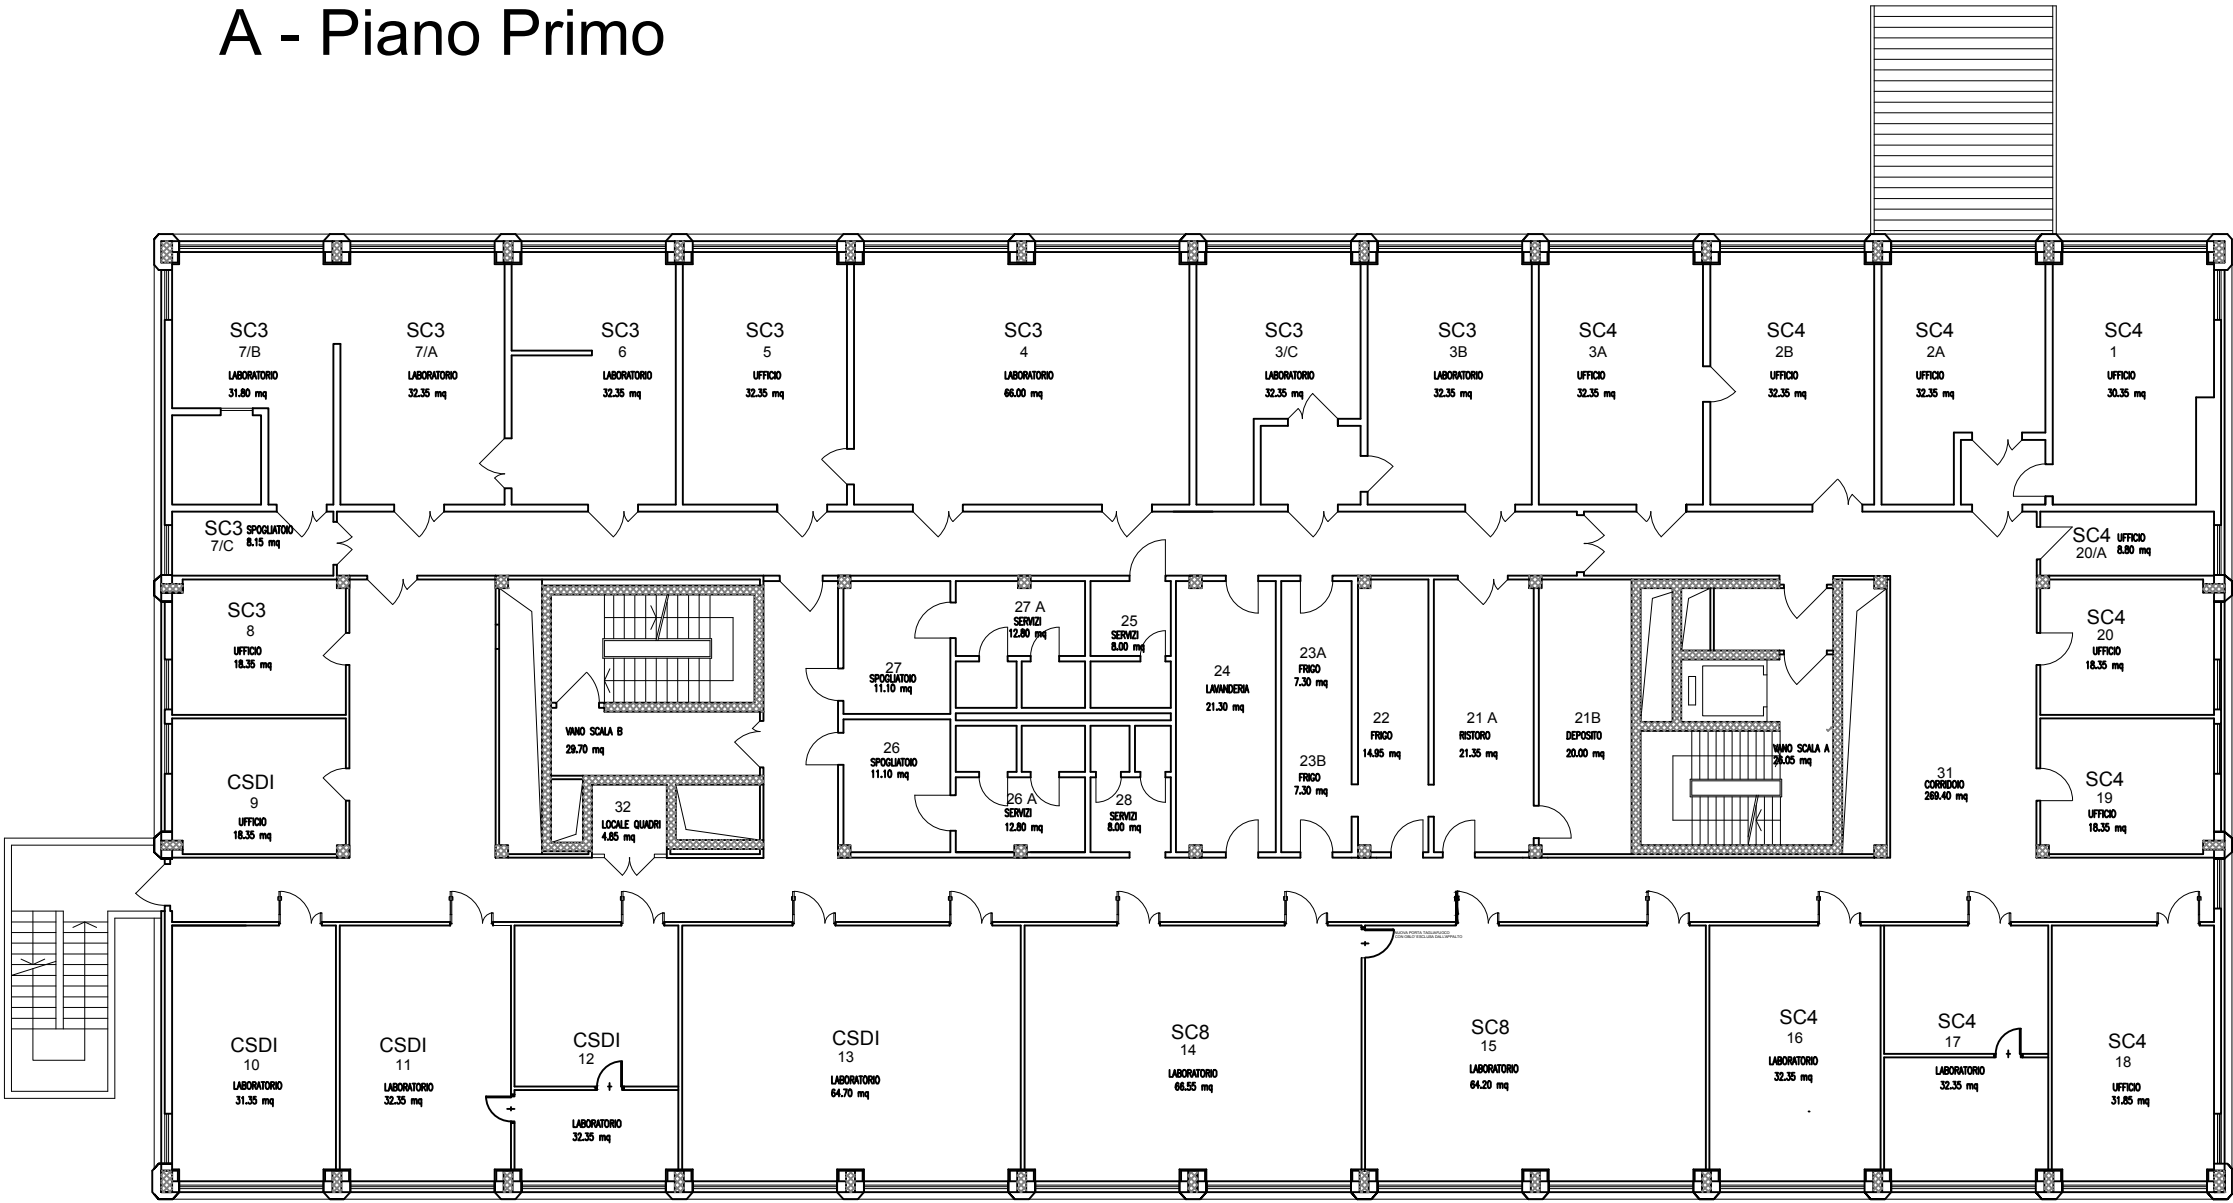 A - Piano Primo
SC3
7/B
LABORATORIO
31.80 mq
SC3
7/A
LABORATORIO
32.35 mq
SC3
6
LABORATORIO
32.35 mq
SC3
5
UFFICIO
32.35 mq
SC3
4
LABORATORIO
66.00 mq
SC3
3/C
LABORATORIO
32.35 mq
SC3
3B
LABORATORIO
32.35 mq
SC4
3A
UFFICIO
32.35 mq
SC4
2B
UFFICIO
32.35 mq
SC4
2A
UFFICIO
32.35 mq
SC4
1
UFFICIO
30.35 mq
SC3 SPOGLIATOIO
7/C 8.15 mq
SC4 UFFICIO
20/A 8.80 mq
SC3
8
UFFICIO
18.35 mq
CSDI
9
UFFICIO
18.35 mq
VANO SCALA B
29.70 mq
32
LOCALE QUADRI
4.85 mq
27
SPOGLIATOIO
11.10 mq
26
SPOGLIATOIO
11.10 mq
27 A
SERVIZI
12.80 mq
26 A
SERVIZI
12.80 mq
25
SERVIZI
8.00 mq
28
SERVIZI
8.00 mq
24
LAVANDERIA
21.30 mq
23A
FRIGO
7.30 mq
23B
FRIGO
7.30 mq
22
FRIGO
14.95 mq
21 A
RISTORO
21.35 mq
21B
DEPOSITO
20.00 mq
VANO SCALA A
26.05 mq
31
CORRIDOIO
269.40 mq
SC4
20
UFFICIO
18.35 mq
SC4
19
UFFICIO
18.35 mq
NUOVA PORTA TAGLIAFUOCO
CON OBLO' ESCLUSA DALL'APPALTO
CSDI
10
LABORATORIO
31.35 mq
CSDI
11
LABORATORIO
32.35 mq
CSDI
12
LABORATORIO
32.35 mq
CSDI
13
LABORATORIO
64.70 mq
SC8
14
LABORATORIO
66.55 mq
SC8
15
LABORATORIO
64.20 mq
SC4
16
LABORATORIO
32.35 mq
SC4
17
LABORATORIO
32.35 mq
SC4
18
UFFICIO
31.85 mq